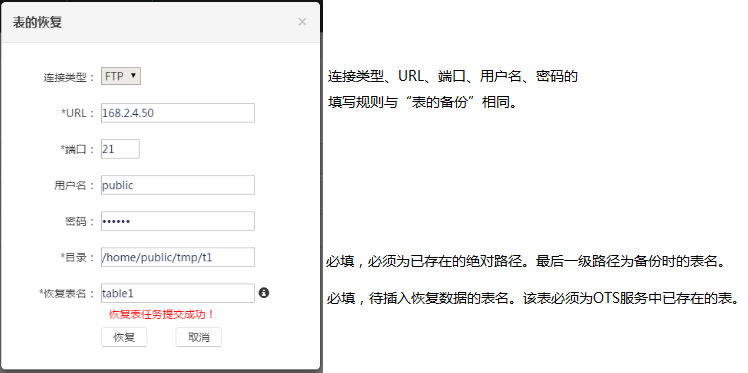 表的恢复 ×
连接类型： FTP
连接类型、URL、端口、用户名、密码的
填写规则与“表的备份”相同。
*URL： 168.2.4.50
*端口： 21
用户名： public
密码： ••••••
*目录： /home/public/tmp/t1
必填，必须为已存在的绝对路径。最后一级路径为备份时的表名。
*恢复表名： table1
必填，待插入恢复数据的表名。该表必须为OTS服务中已存在的表。
恢复表任务提交成功！
恢复 取消